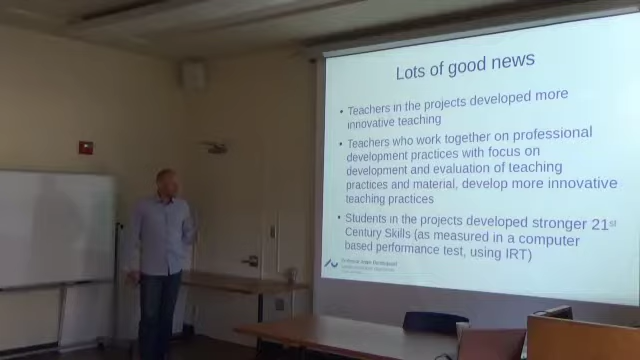 Lots of good news
• Teachers in the projects developed more
innovative teaching
• Teachers who work together on professional
development practices with focus on
development and evaluation of teaching
practices and material, develop more innovative
teaching practices
• Students in the projects developed stronger 21st
Century Skills (as measured in a computer
based performance test, using IRT)